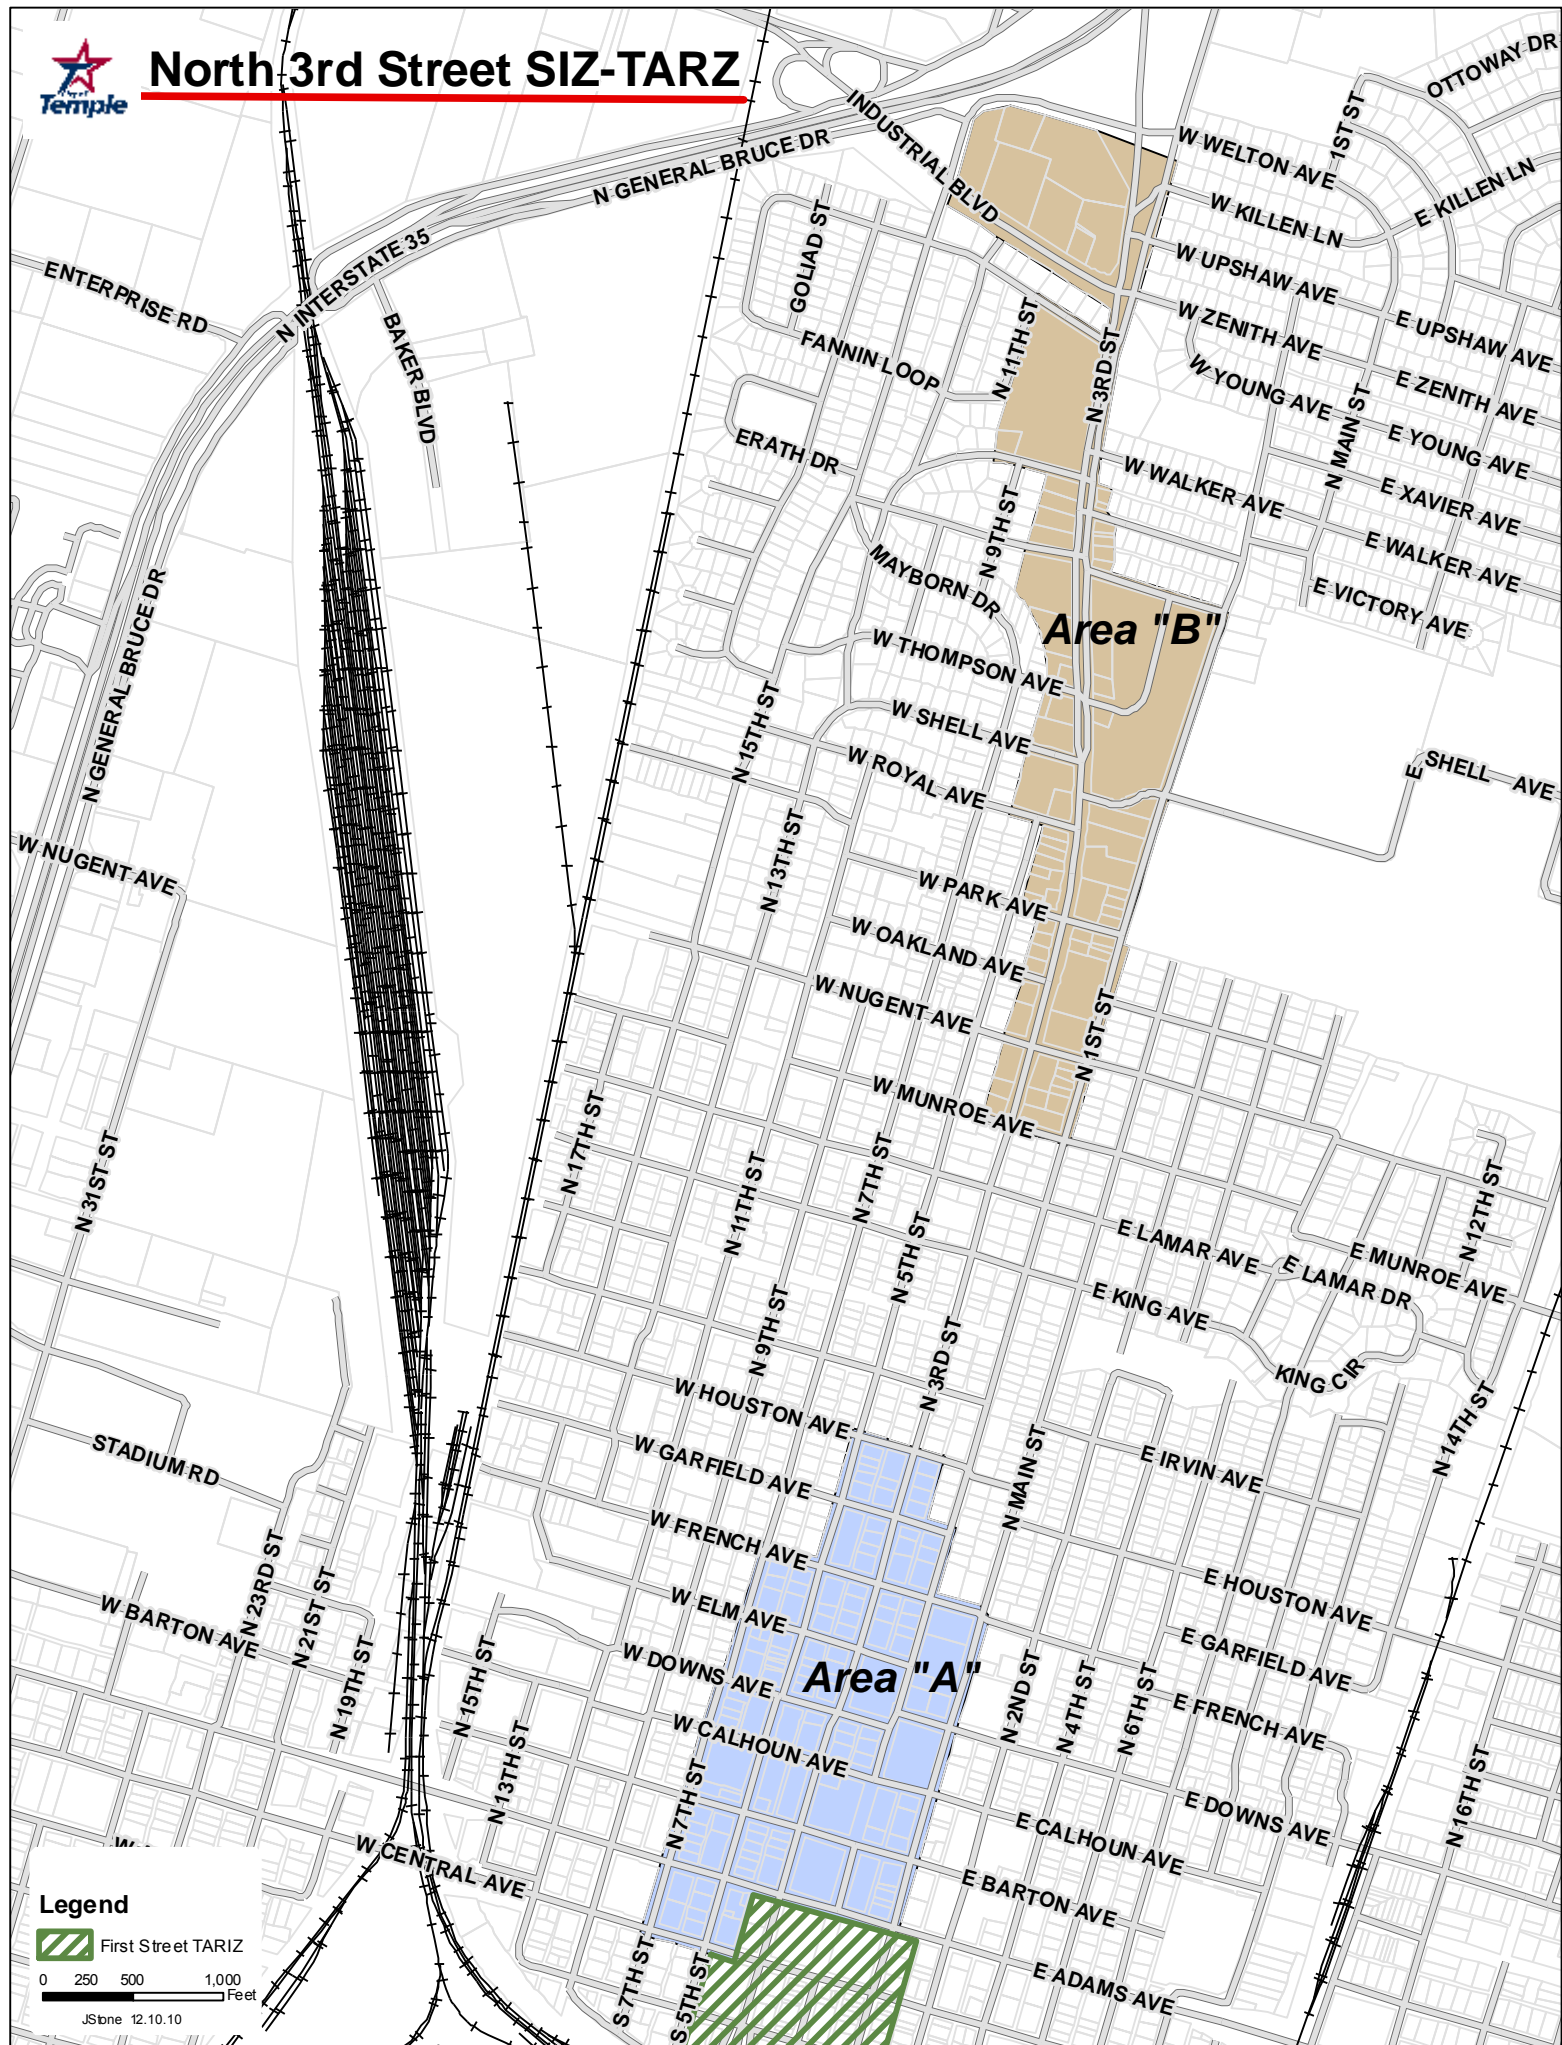 North 3rd Street SIZ-TARZ
City of
Temple
OTTOWAY DR
1ST ST
INDUSTRIAL BLVD
W WELTON AVE
N GENERAL BRUCE DR
E KILLEN LN
W KILLEN LN
GOLIAD ST
N INTERSTATE 35
W UPSHAW AVE
ENTERPRISE RD
BAKER BLVD
N 11TH ST
W ZENITH AVE
E UPSHAW AVE
FANNIN LOOP
N 3RD ST
W YOUNG AVE
E ZENITH AVE
N MAIN ST
E YOUNG AVE
ERATH DR
W WALKER AVE
E XAVIER AVE
N 9TH ST
E WALKER AVE
MAYBORN DR
E VICTORY AVE
Area "B"
N GENERAL BRUCE DR
W THOMPSON AVE
N 15TH ST
W SHELL AVE
W ROYAL AVE
E SHELL AVE
N 13TH ST
W NUGENT AVE
W PARK AVE
W OAKLAND AVE
W NUGENT AVE
N 1ST ST
W MUNROE AVE
N 17TH ST
N 31ST ST
N 11TH ST
N 7TH ST
N 12TH ST
N 5TH ST
E LAMAR AVE
E MUNROE AVE
E LAMAR DR
E KING AVE
N 9TH ST
N 3RD ST
KING CIR
W HOUSTON AVE
N 14TH ST
STADIUM RD
W GARFIELD AVE
N MAIN ST
E IRVIN AVE
W FRENCH AVE
N 23RD ST
N 21ST ST
E HOUSTON AVE
W BARTON AVE
W ELM AVE
E GARFIELD AVE
N 19TH ST
N 15TH ST
W DOWNS AVE
Area "A"
N 2ND ST
N 4TH ST
N 6TH ST
E FRENCH AVE
W CALHOUN AVE
N 13TH ST
N 7TH ST
N 16TH ST
E DOWNS AVE
E CALHOUN AVE
W CENTRAL AVE
E BARTON AVE
Legend
First Street TARIZ
0 250 500 1,000
Feet
JStone 12.10.10
S 7TH ST
S 5TH ST
E ADAMS AVE